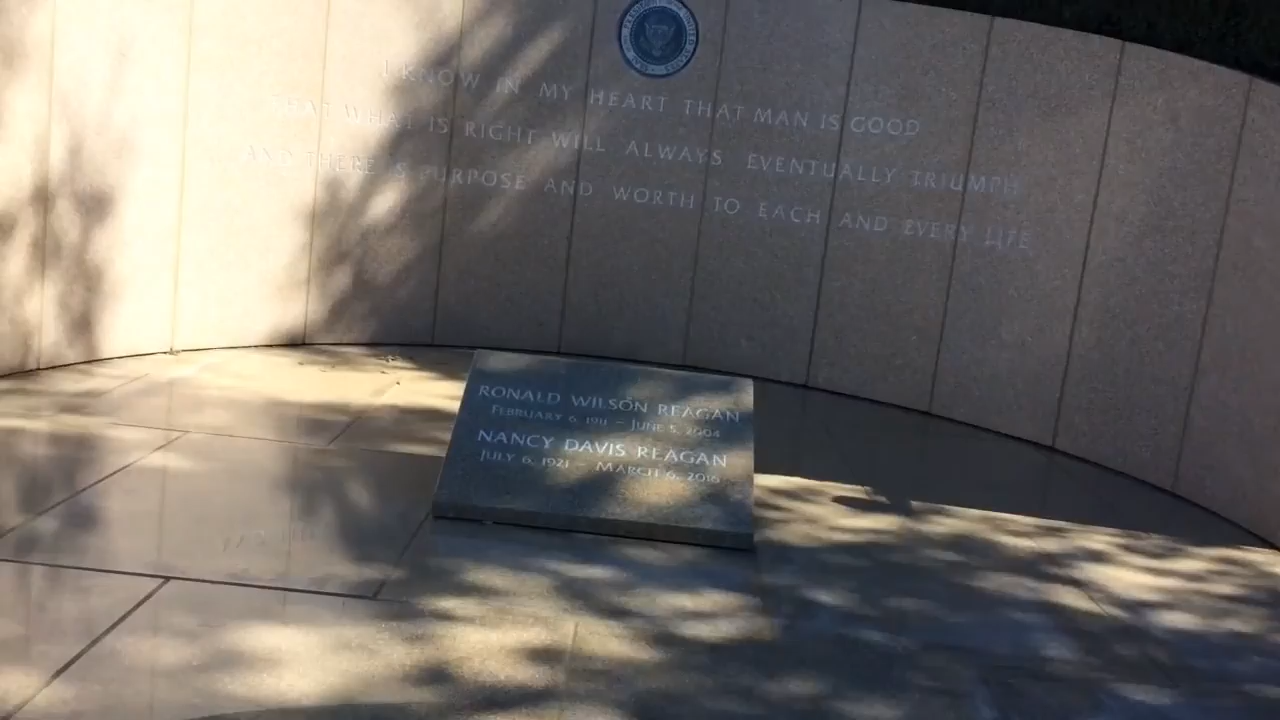 I KNOW IN MY HEART THAT MAN IS GOOD
THAT WHAT IS RIGHT WILL ALWAYS EVENTUALLY TRIUMPH
AND THERE IS PURPOSE AND WORTH TO EACH AND EVERY LIFE
RONALD WILSON REAGAN
FEBRUARY 6, 1911 – JUNE 5, 2004
NANCY DAVIS REAGAN
JULY 6, 1921 – MARCH 6, 2016